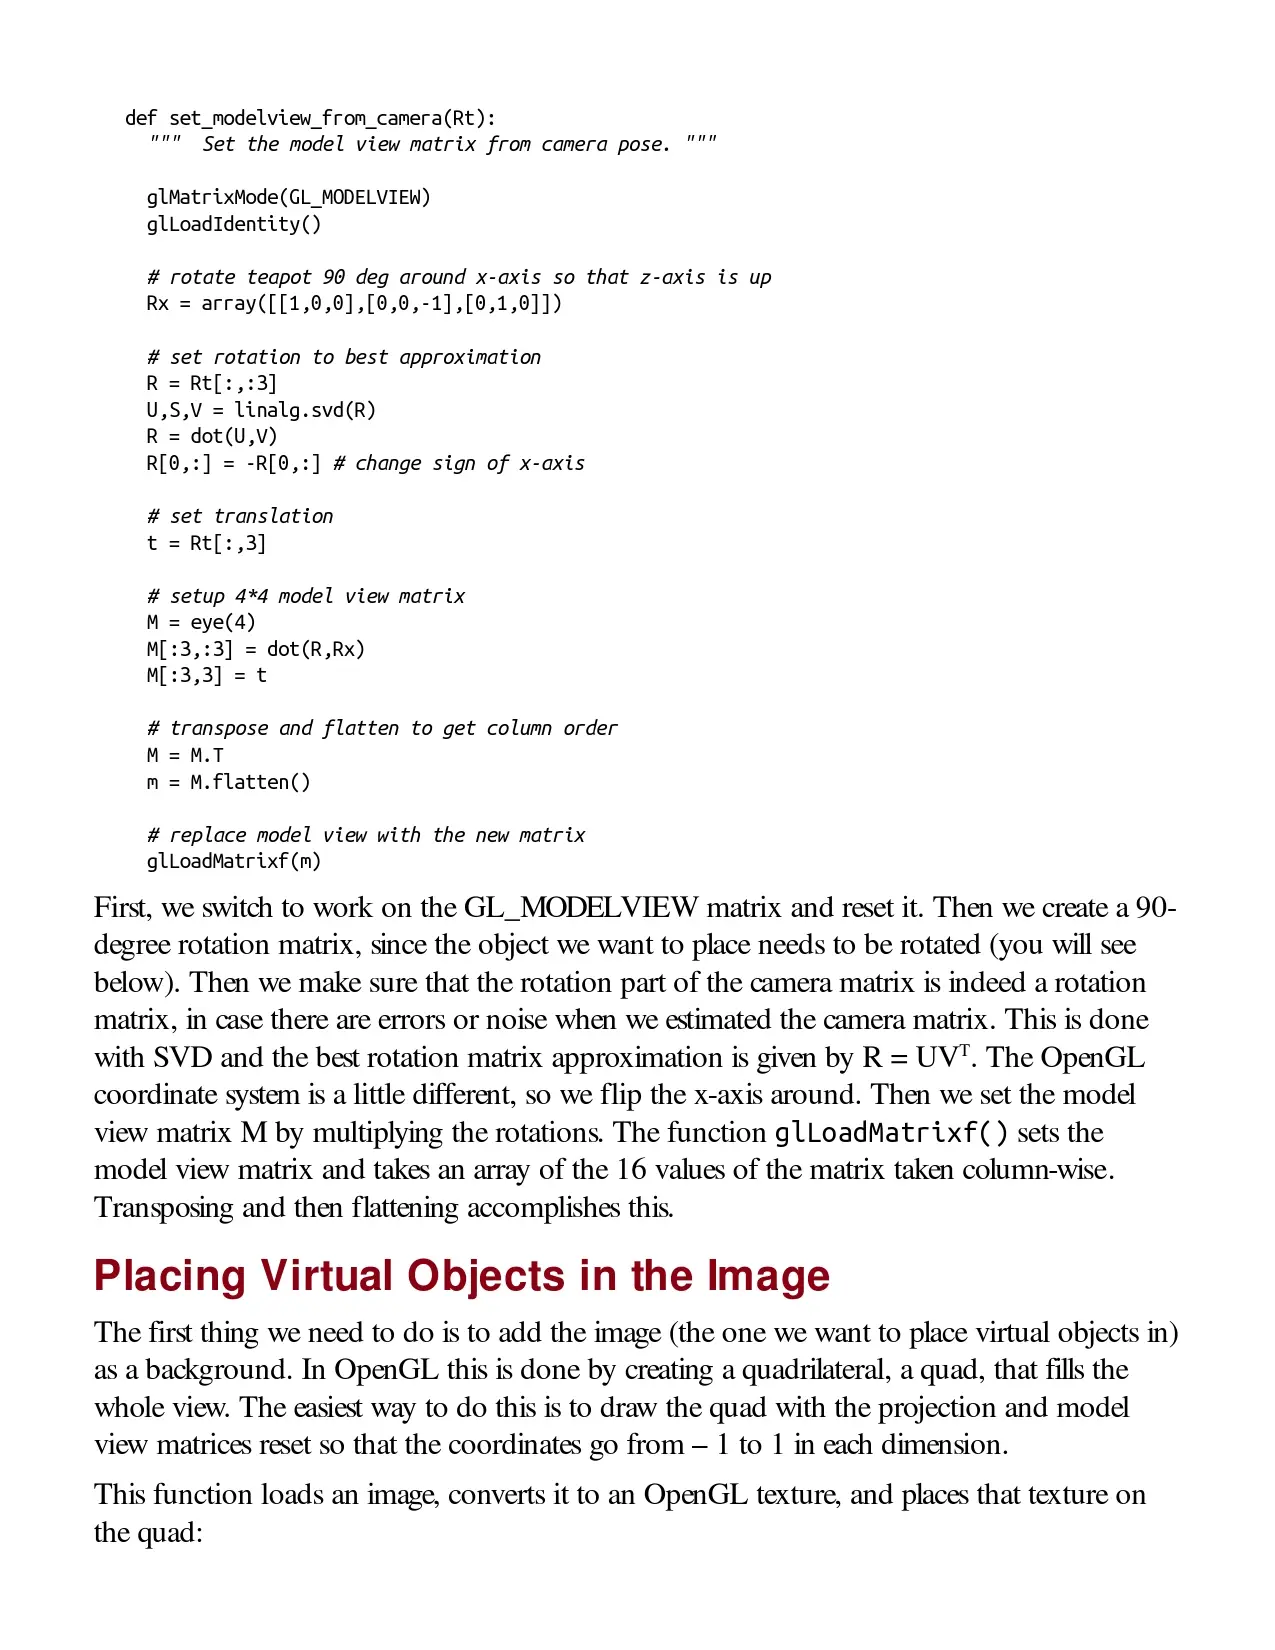 def set_modelview_from_camera(Rt):
""" Set the model view matrix from camera pose. """
glMatrixMode(GL_MODELVIEW)
glLoadIdentity()
# rotate teapot 90 deg around x-axis so that z-axis is up
Rx = array([[1,0,0],[0,0,-1],[0,1,0]])
# set rotation to best approximation
R = Rt[:,:3]
U,S,V = linalg.svd(R)
R = dot(U,V)
R[0,:] = -R[0,:] # change sign of x-axis
# set translation
t = Rt[:,3]
# setup 4*4 model view matrix
M = eye(4)
M[:3,:3] = dot(R,Rx)
M[:3,3] = t
# transpose and flatten to get column order
M = M.T
m = M.flatten()
# replace model view with the new matrix
glLoadMatrixf(m)
First, we switch to work on the GL_MODELVIEW matrix and reset it. Then we create a 90-
degree rotation matrix, since the object we want to place needs to be rotated (you will see
below). Then we make sure that the rotation part of the camera matrix is indeed a rotation
matrix, in case there are errors or noise when we estimated the camera matrix. This is done
with SVD and the best rotation matrix approximation is given by R = UVᵀ. The OpenGL
coordinate system is a little different, so we flip the x-axis around. Then we set the model
view matrix M by multiplying the rotations. The function glLoadMatrixf() sets the
model view matrix and takes an array of the 16 values of the matrix taken column-wise.
Transposing and then flattening accomplishes this.
Placing Virtual Objects in the Image
The first thing we need to do is to add the image (the one we want to place virtual objects in)
as a background. In OpenGL this is done by creating a quadrilateral, a quad, that fills the
whole view. The easiest way to do this is to draw the quad with the projection and model
view matrices reset so that the coordinates go from – 1 to 1 in each dimension.
This function loads an image, converts it to an OpenGL texture, and places that texture on
the quad: